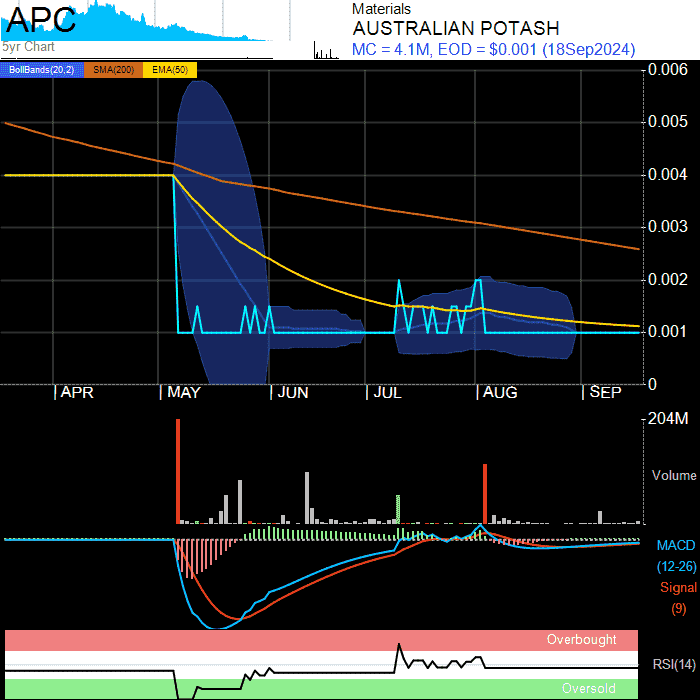 APC
5yr Chart
Materials
AUSTRALIAN POTASH
MC = 4.1M, EOD = $0.001 (18Sep2024)
BollBands(20,2) SMA(200) EMA(50)
0.006
0.005
0.004
0.003
0.002
0.001
0
APR MAY JUN JUL AUG SEP
204M
Volume
MACD
(12-26)
Signal
(9)
Overbought
RSI(14)
Oversold